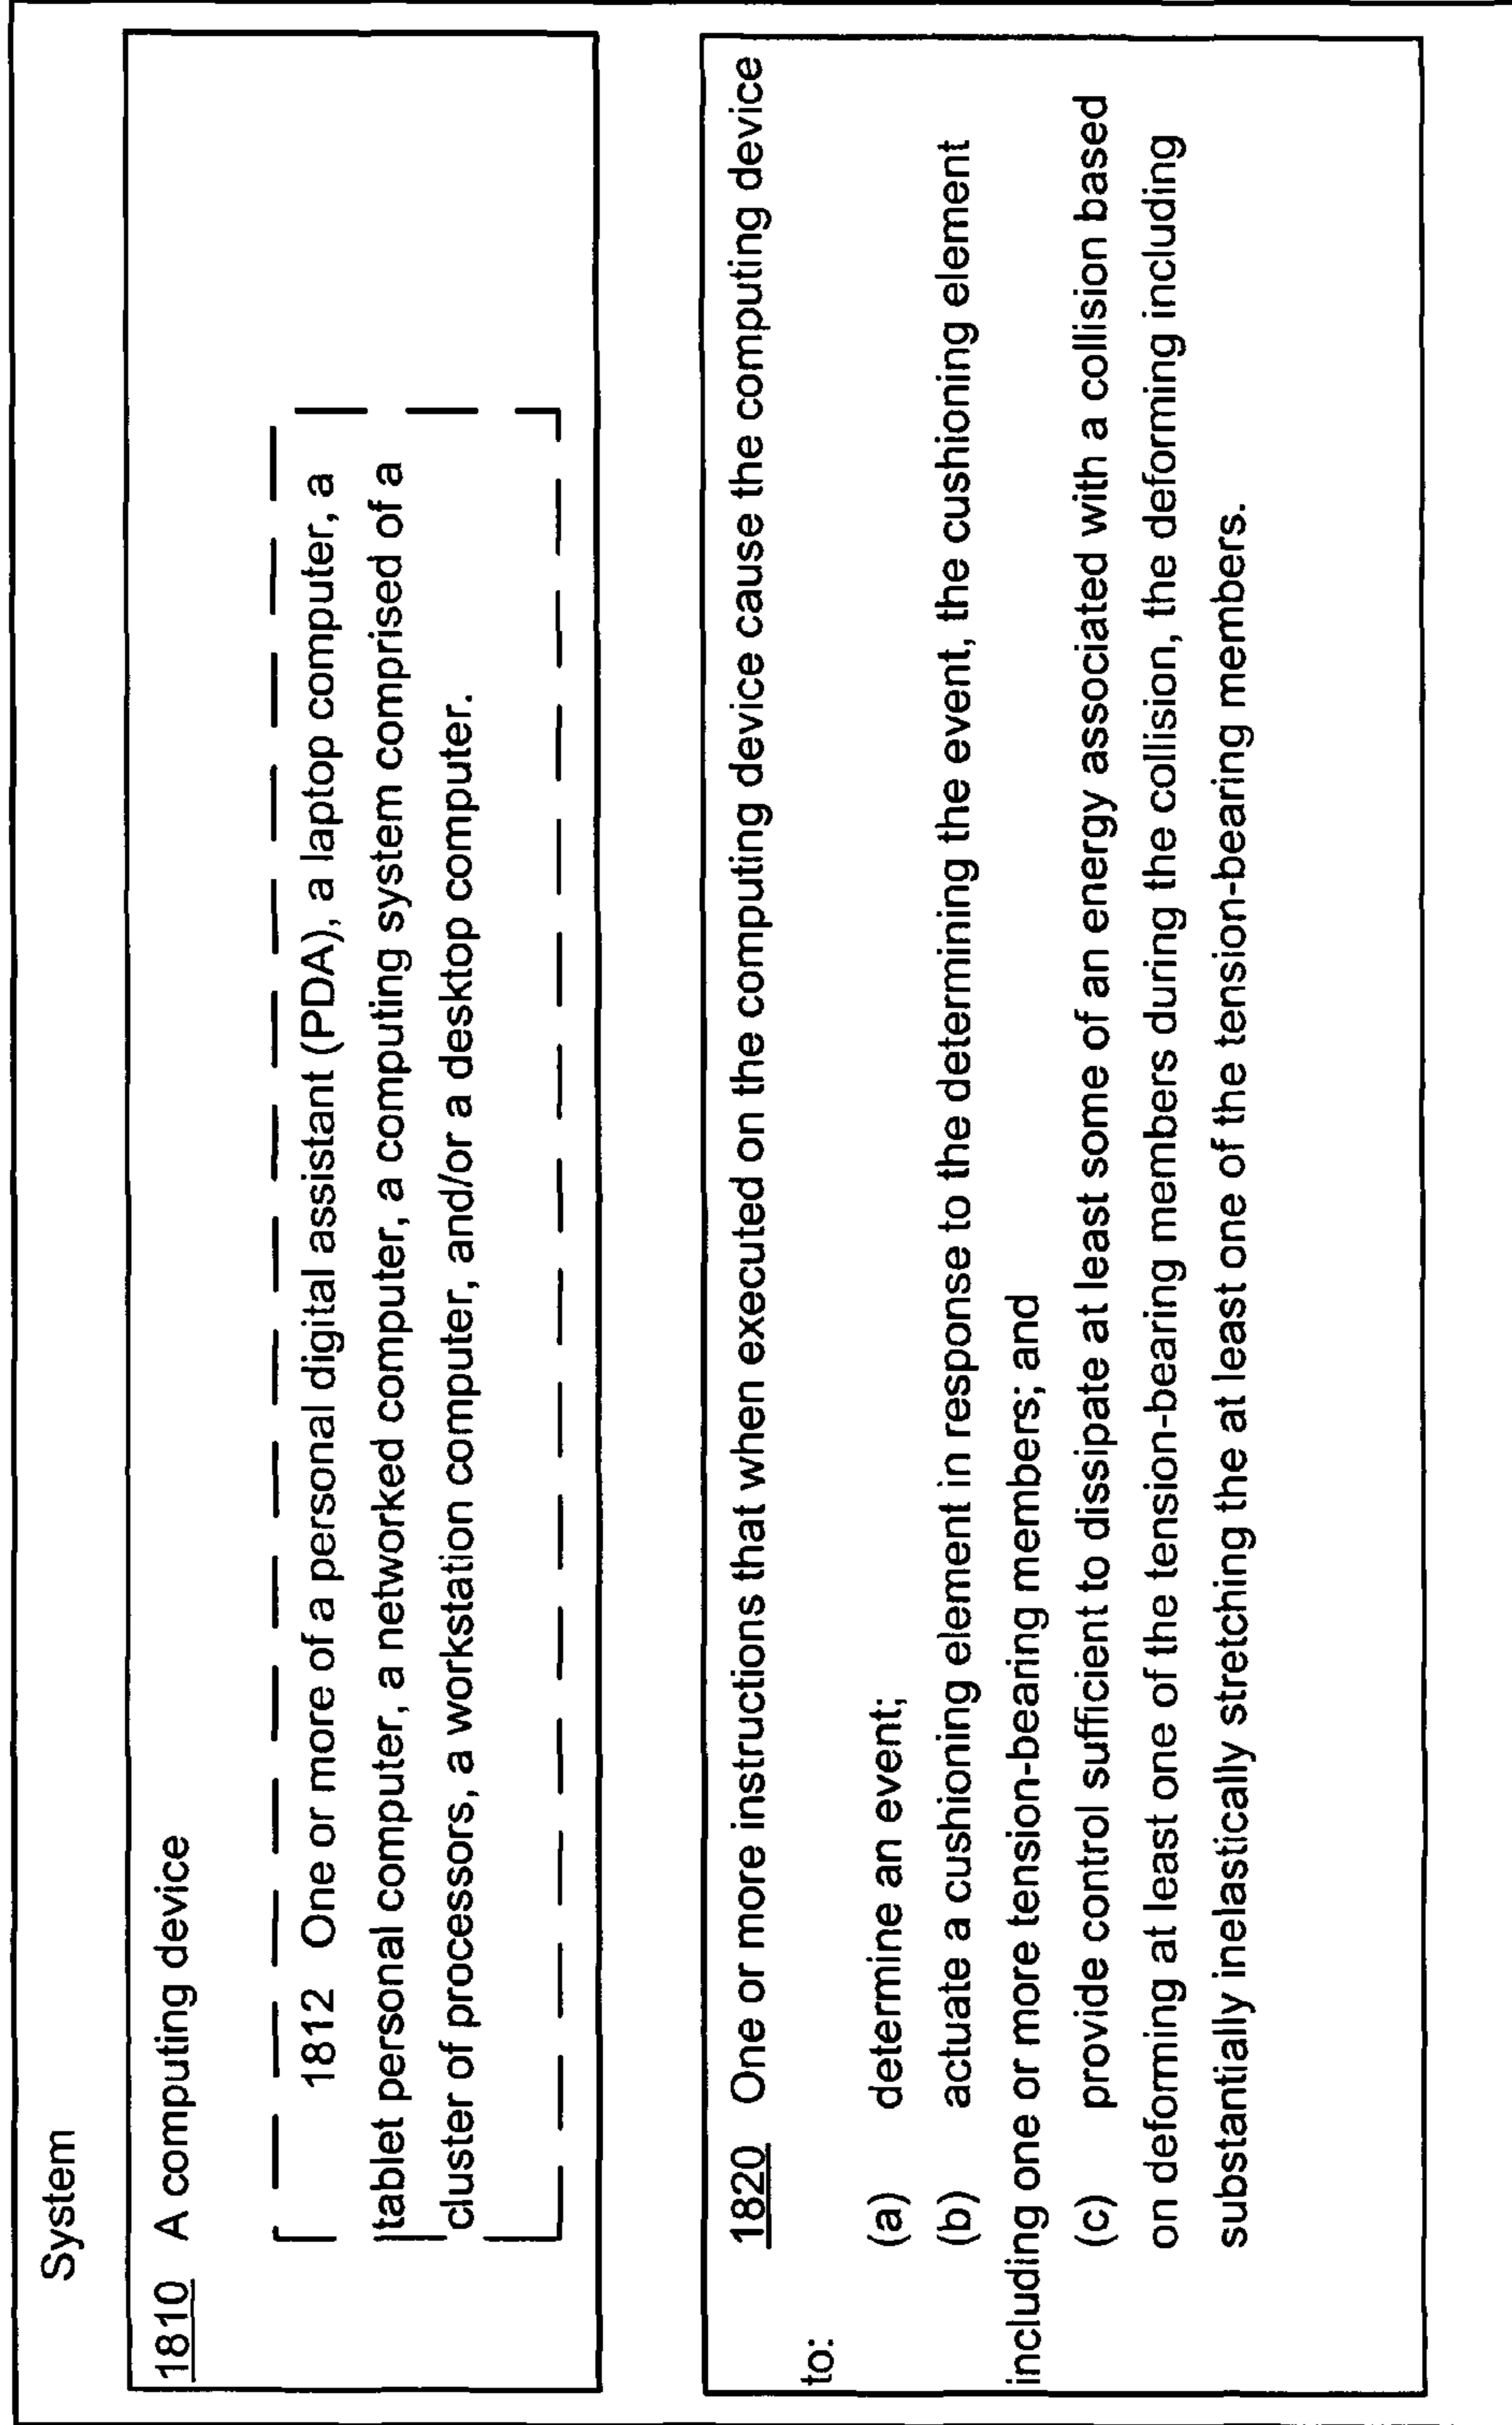 System
1810 A computing device
1812 One or more of a personal digital assistant (PDA), a laptop computer, a
tablet personal computer, a networked computer, a computing system comprised of a
cluster of processors, a workstation computer, and/or a desktop computer.
1820 One or more instructions that when executed on the computing device cause the computing device
to:
(a) determine an event;
(b) actuate a cushioning element in response to the determining the event, the cushioning element
including one or more tension-bearing members; and
(c) provide control sufficient to dissipate at least some of an energy associated with a collision based
on deforming at least one of the tension-bearing members during the collision, the deforming including
substantially inelastically stretching the at least one of the tension-bearing members.